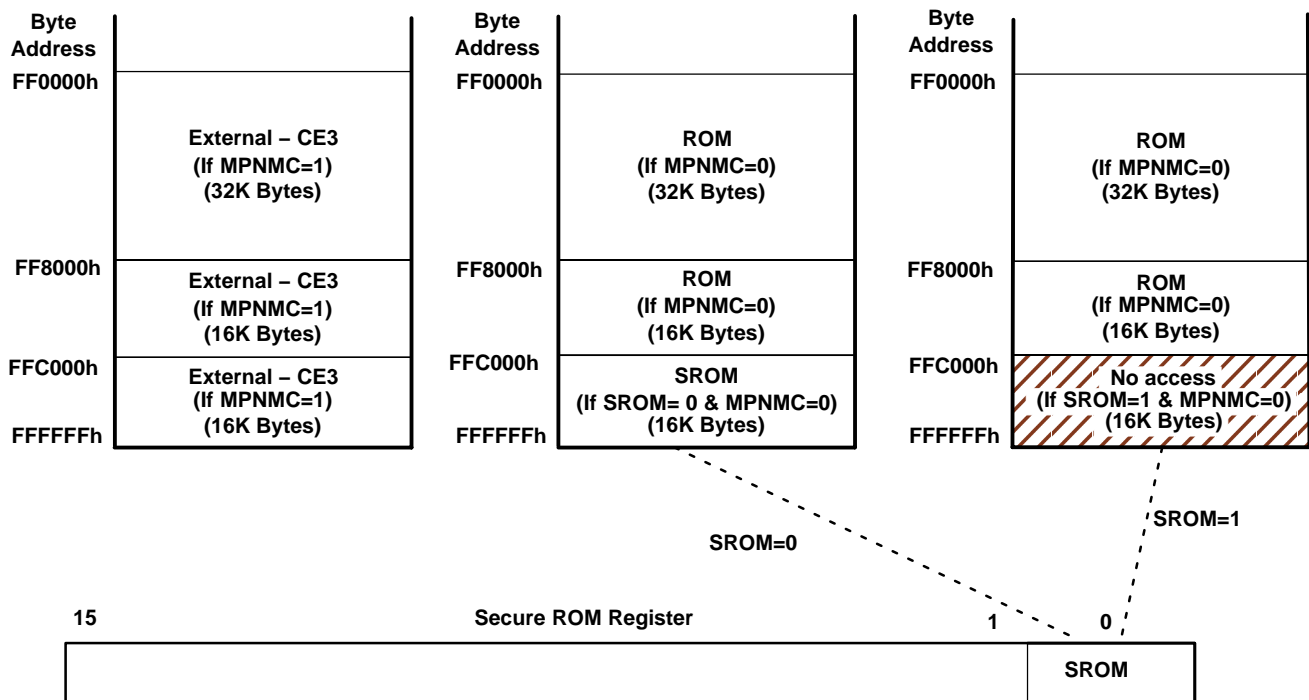 Byte
Address
FF0000h
External – CE3
(If MPNMC=1)
(32K Bytes)
FF8000h
External – CE3
(If MPNMC=1)
(16K Bytes)
FFC000h
External – CE3
(If MPNMC=1)
(16K Bytes)
FFFFFFh
Byte
Address
FF0000h
ROM
(If MPNMC=0)
(32K Bytes)
FF8000h
ROM
(If MPNMC=0)
(16K Bytes)
FFC000h
SROM
(If SROM= 0 & MPNMC=0)
(16K Bytes)
FFFFFFh
Byte
Address
FF0000h
ROM
(If MPNMC=0)
(32K Bytes)
FF8000h
ROM
(If MPNMC=0)
(16K Bytes)
FFC000h
No access
(If SROM=1 & MPNMC=0)
(16K Bytes)
FFFFFFh
SROM=0
SROM=1
15 Secure ROM Register 1 0
SROM